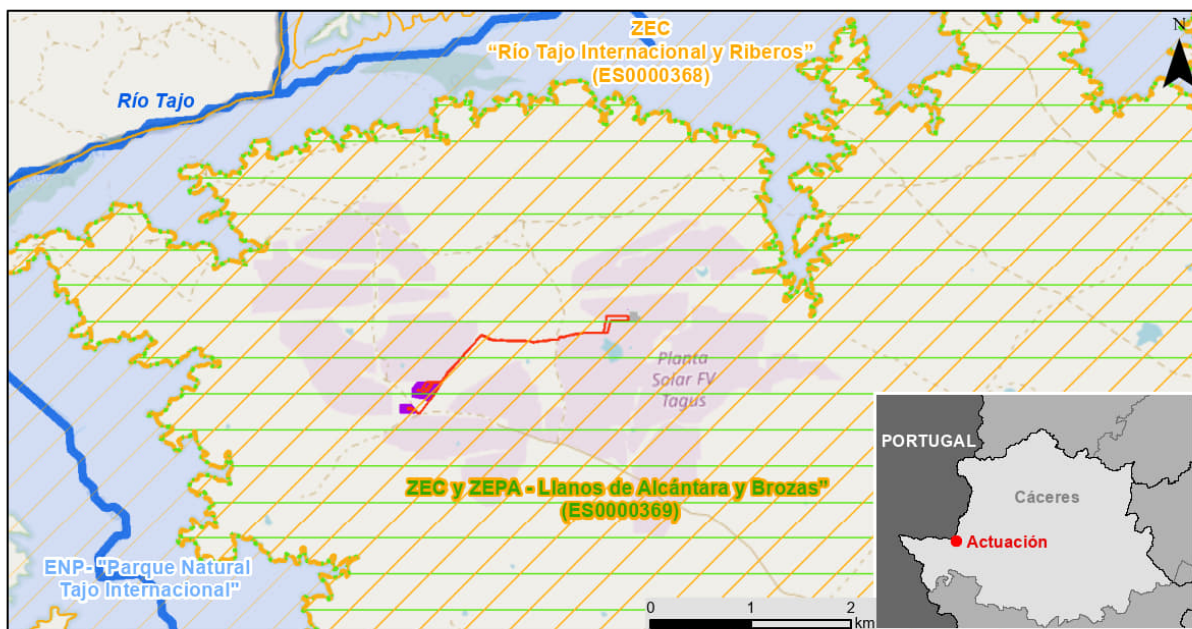 ZEC
“Río Tajo Internacional y Riberos”
(ES0000368)
N
Río Tajo
Planta
Solar FV
Tagus
ZEC y ZEPA - Llanos de Alcántara y Brozas”
(ES0000369)
ENP- "Parque Natural
Tajo Internacional"
PORTUGAL
Cáceres
Actuación
0 1 2
km